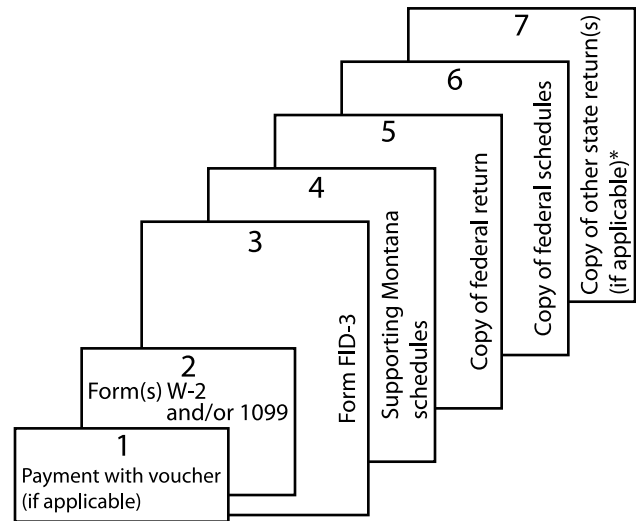 1
Payment with voucher
(if applicable)
2
Form(s) W-2
and/or 1099
3
Form FID-3
4
Supporting Montana
schedules
5
Copy of federal return
6
Copy of federal schedules
7
Copy of other state return(s)
(if applicable)*